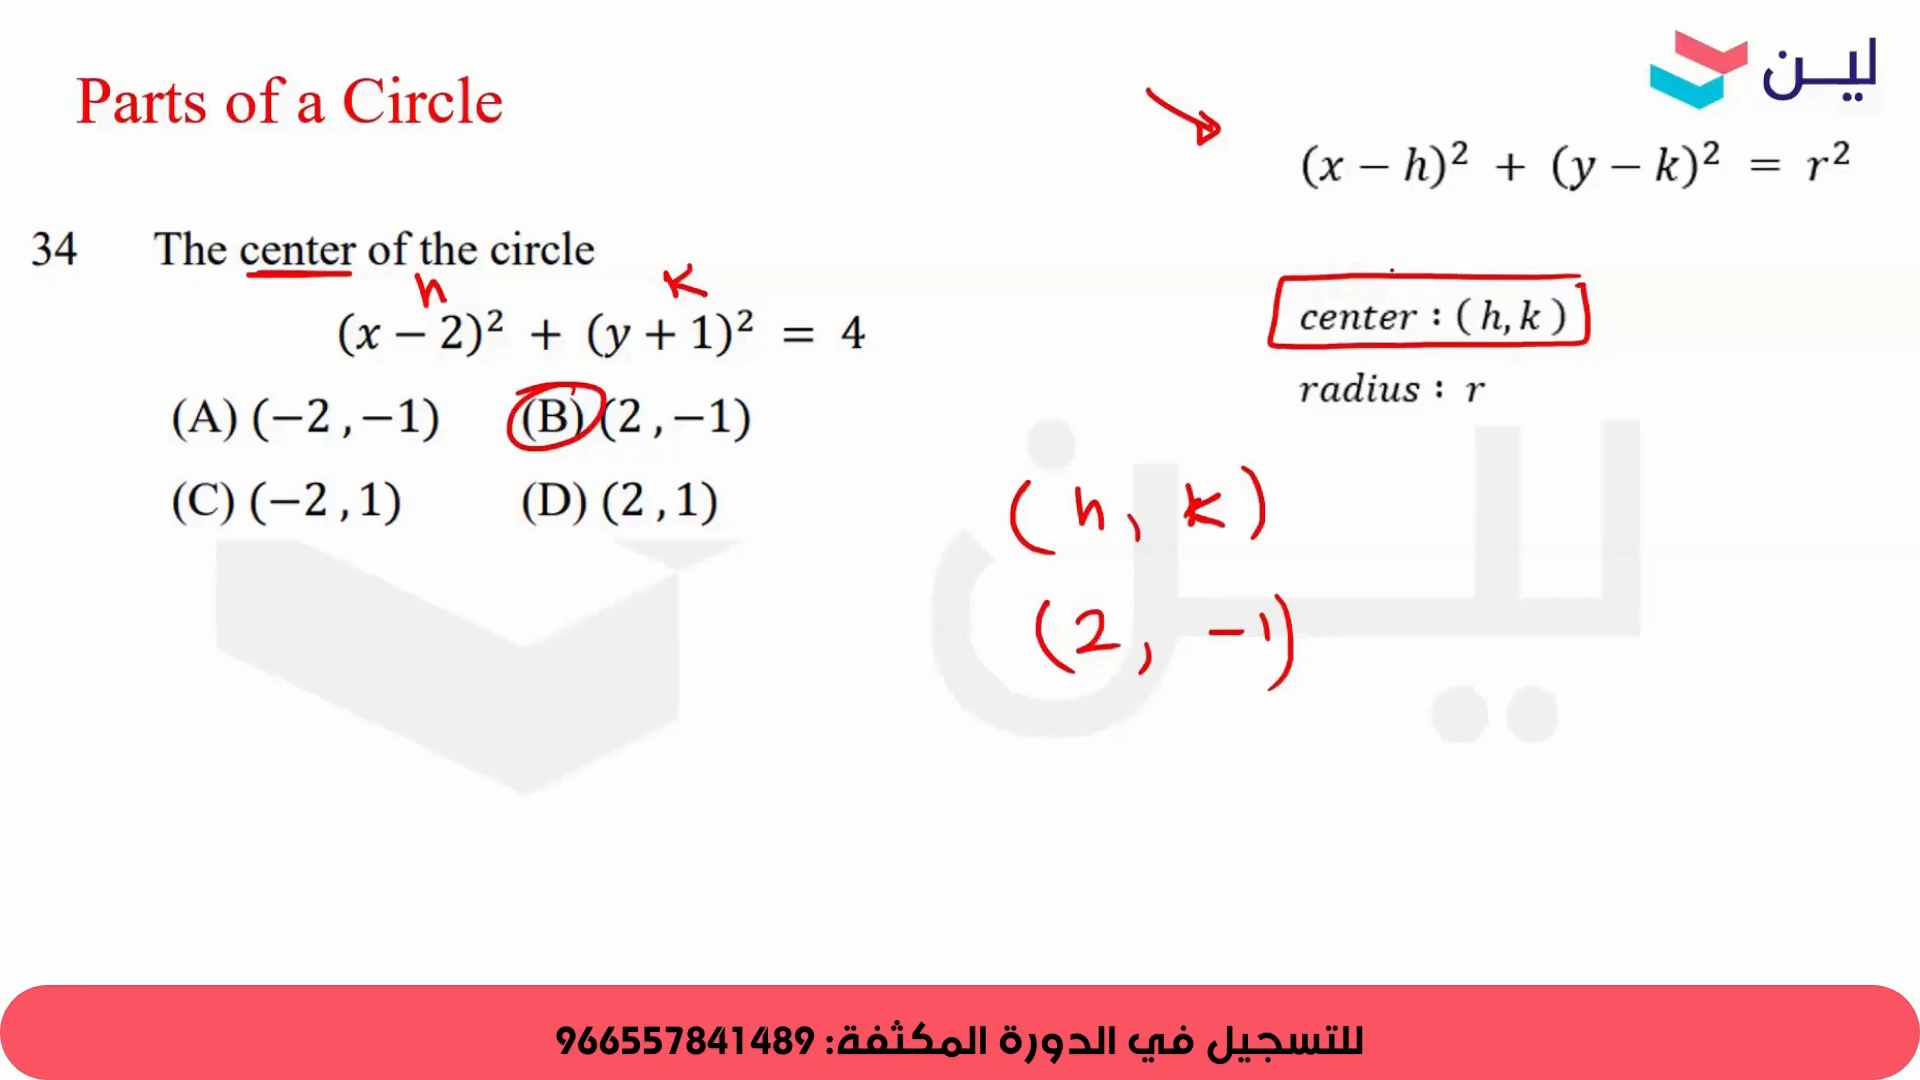 لين
Parts of a Circle
(x − h)² + (y − k)² = r²
34 The center of the circle
h k
(x − 2)² + (y + 1)² = 4
(A) (−2 , −1) (B) (2 , −1)
(C) (−2 , 1) (D) (2 , 1)
center : ( h, k )
radius : r
( h , k )
(2 , -1)
لين
للتسجيل في الدورة المكثفة: 966557841489